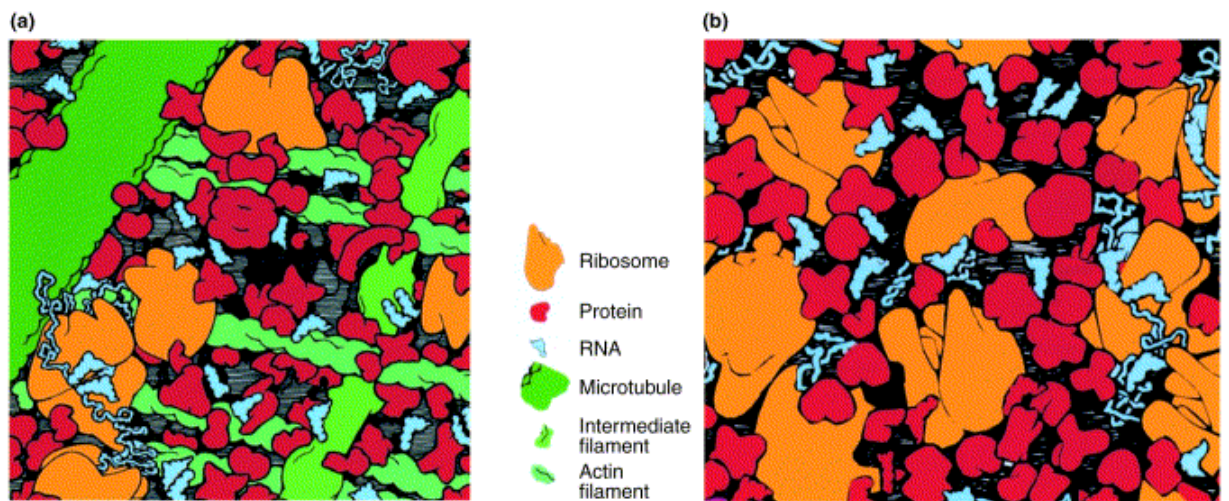 (a)
(b)
Ribosome
Protein
RNA
Microtubule
Intermediate
filament
Actin
filament